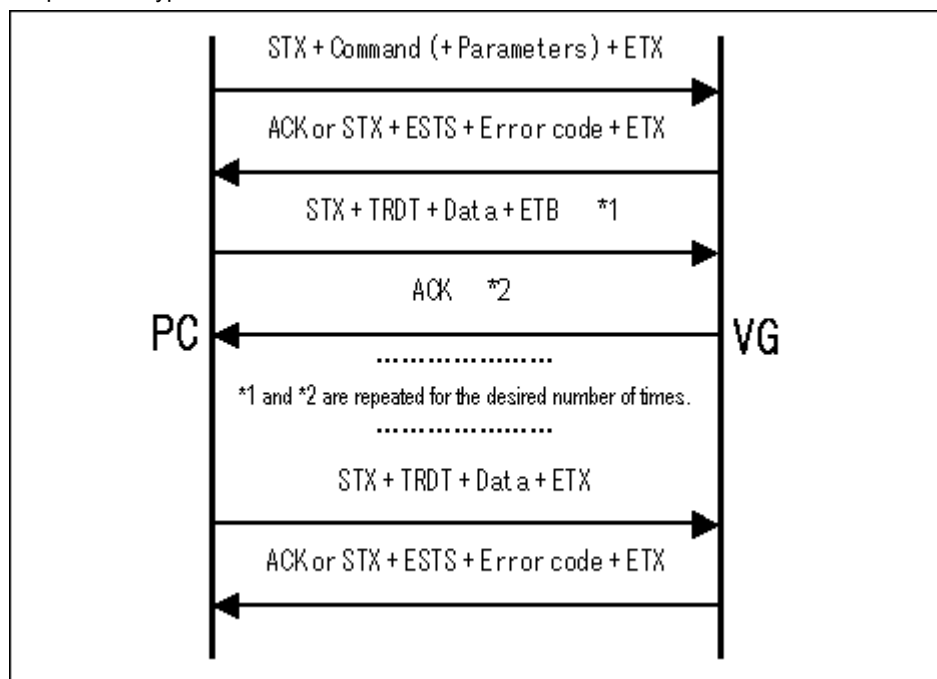 STX + Command (+ Parameters) + ETX
ACK or STX + ESTS + Error code + ETX
STX + TRDT + Data + ETB *1
ACK *2
PC
VG
.....................
*1 and *2 are repeated for the desired number of times.
.....................
STX + TRDT + Data + ETX
ACK or STX + ESTS + Error code + ETX